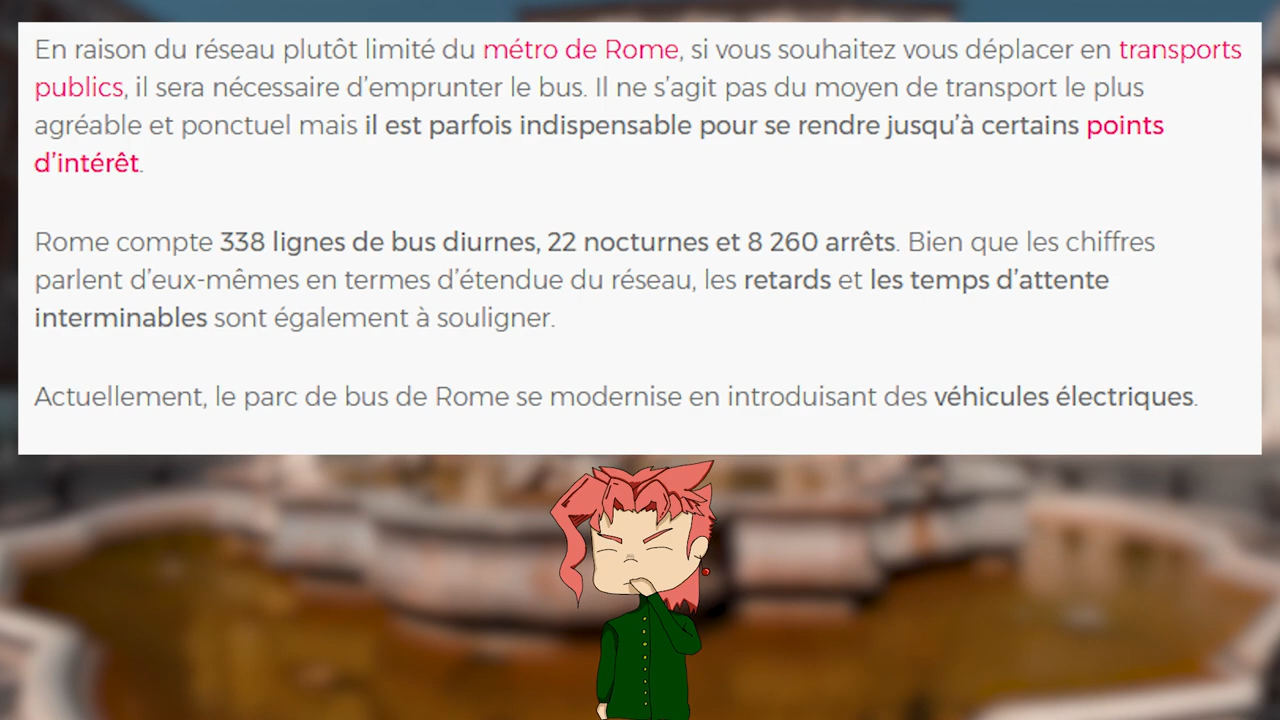 En raison du réseau plutôt limité du métro de Rome, si vous souhaitez vous déplacer en transports
publics, il sera nécessaire d’emprunter le bus. Il ne s’agit pas du moyen de transport le plus
agréable et ponctuel mais il est parfois indispensable pour se rendre jusqu’à certains points
d’intérêt.
Rome compte 338 lignes de bus diurnes, 22 nocturnes et 8 260 arrêts. Bien que les chiffres
parlent d’eux-mêmes en termes d’étendue du réseau, les retards et les temps d’attente
interminables sont également à souligner.
Actuellement, le parc de bus de Rome se modernise en introduisant des véhicules électriques.